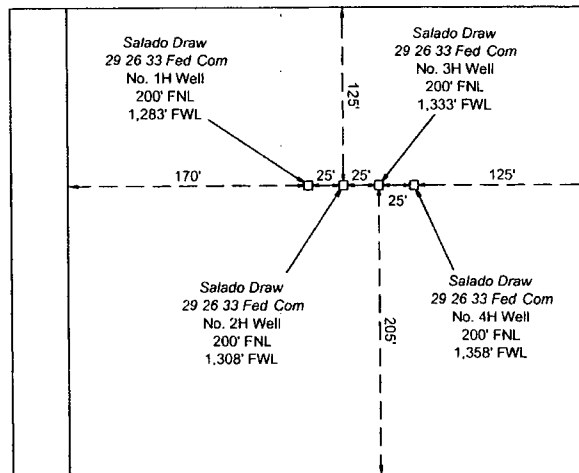 Salado Draw
29 26 33 Fed Com
No. 1H Well
200' FNL
1,283' FWL
Salado Draw
29 26 33 Fed Com
No. 3H Well
200' FNL
1,333' FWL
125'
170'
25'
25'
25'
125'
Salado Draw
29 26 33 Fed Com
No. 2H Well
200' FNL
1,308' FWL
205'
Salado Draw
29 26 33 Fed Com
No. 4H Well
200' FNL
1,358' FWL